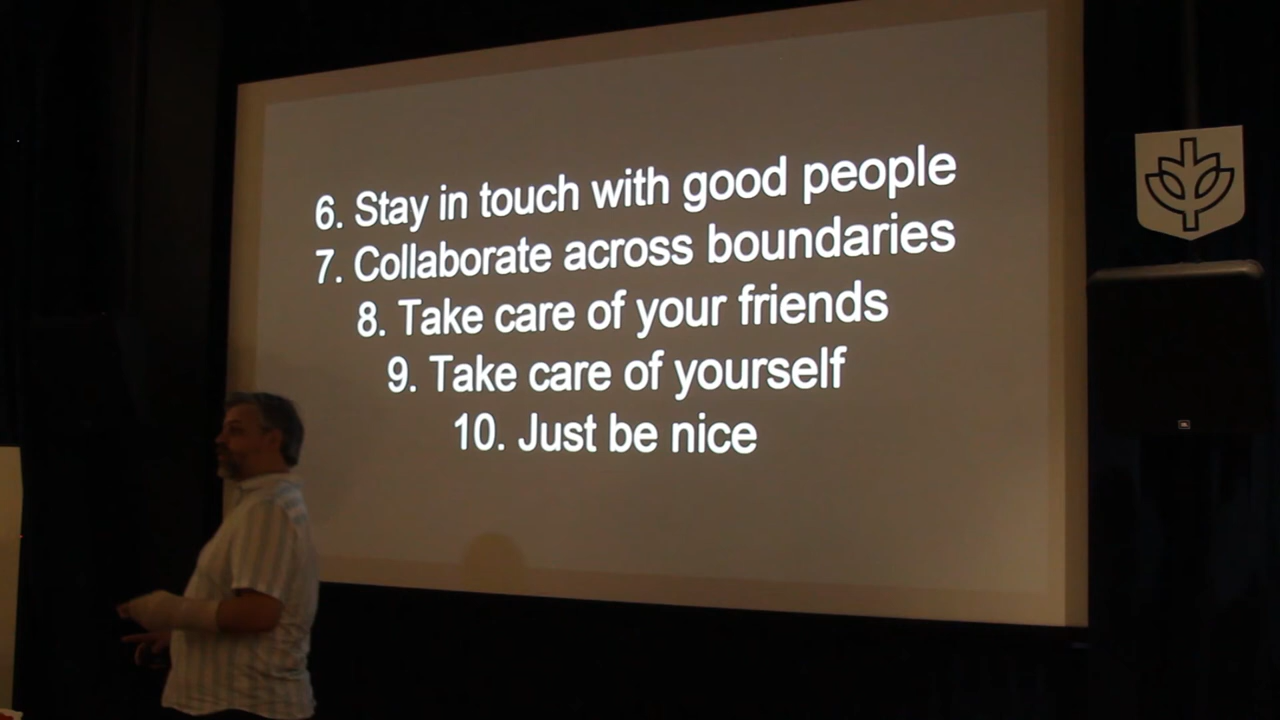 6. Stay in touch with good people
7. Collaborate across boundaries
8. Take care of your friends
9. Take care of yourself
10. Just be nice